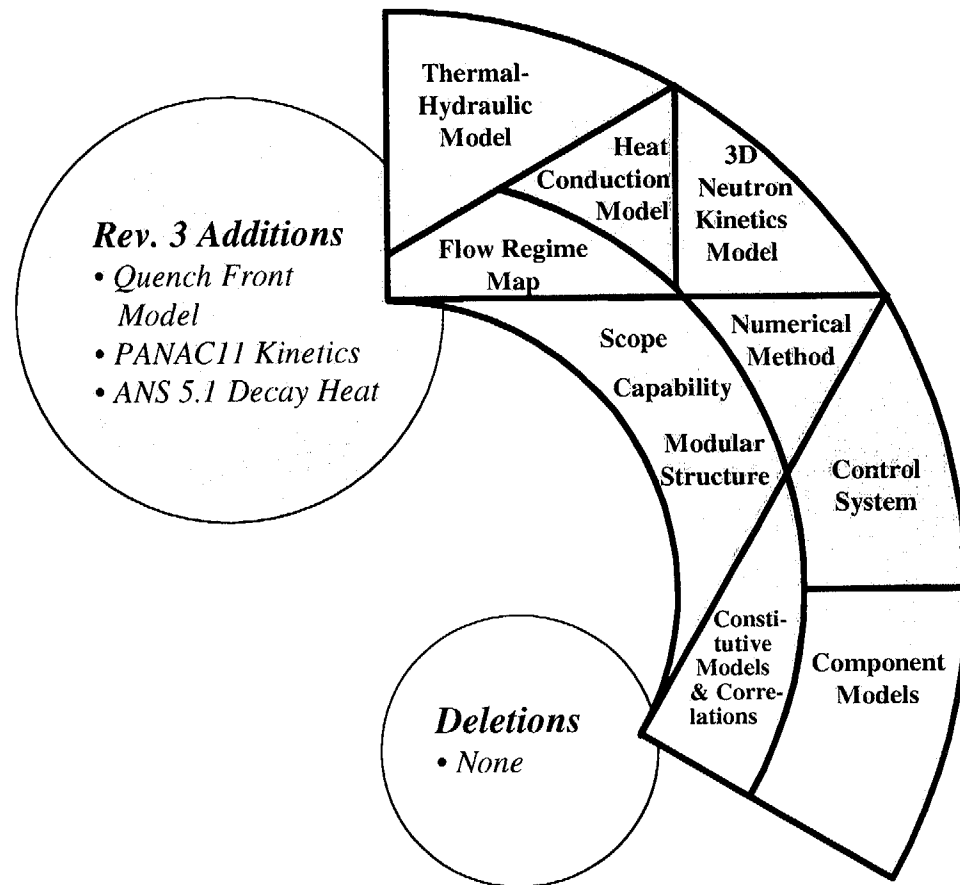 Thermal-
Hydraulic
Model
Heat
Conduction
Model
3D
Neutron
Kinetics
Model
Flow Regime
Map
Rev. 3 Additions
• Quench Front
Model
• PANAC11 Kinetics
• ANS 5.1 Decay Heat
Scope
Capability
Modular
Structure
Numerical
Method
Control
System
Consti-
tutive
Models
& Corre-
lations
Component
Models
Deletions
• None